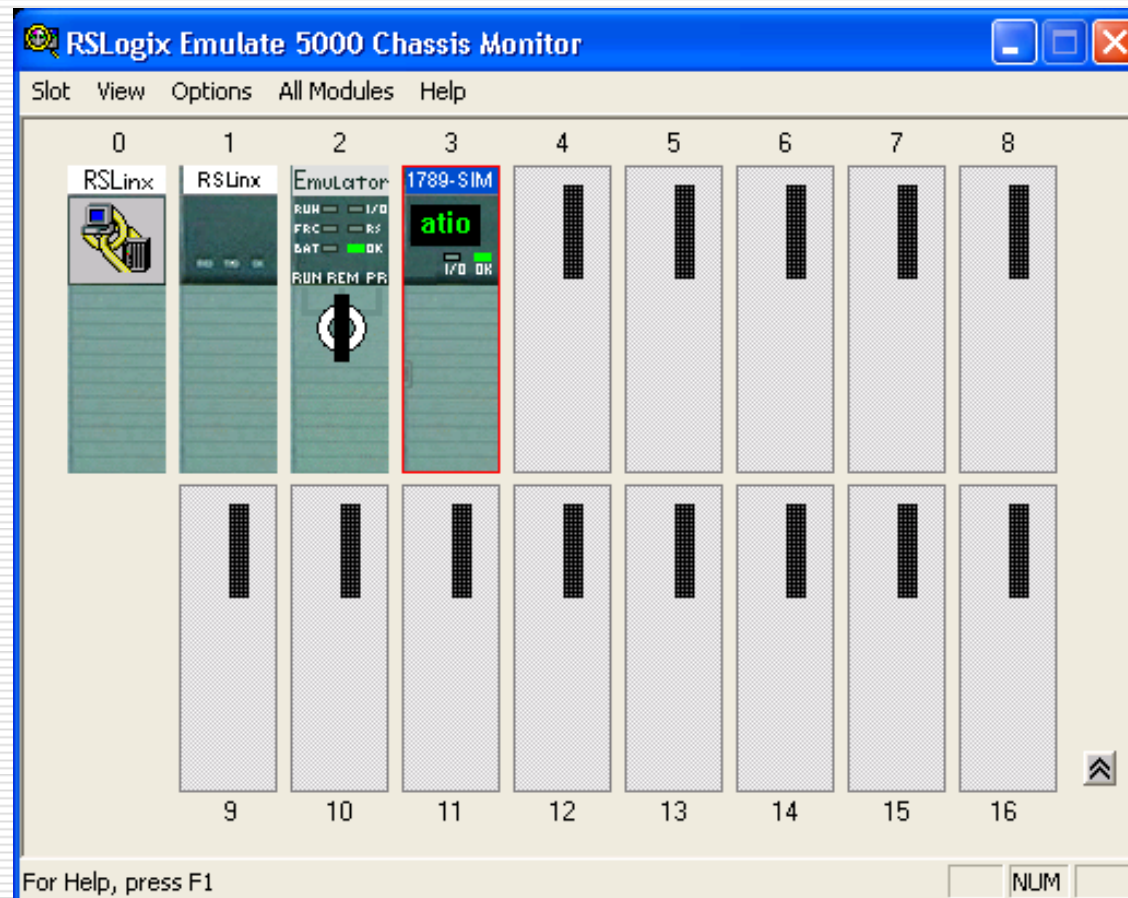 RSLogix Emulate 5000 Chassis Monitor
Slot View Options All Modules Help
0 1 2 3 4 5 6 7 8
RSLinx RSLinx Emulator 1789-SIM
RUN I/O
FRC RS
BAT OK
RUN REM PR
atio
I/O OK
9 10 11 12 13 14 15 16
For Help, press F1 NUM